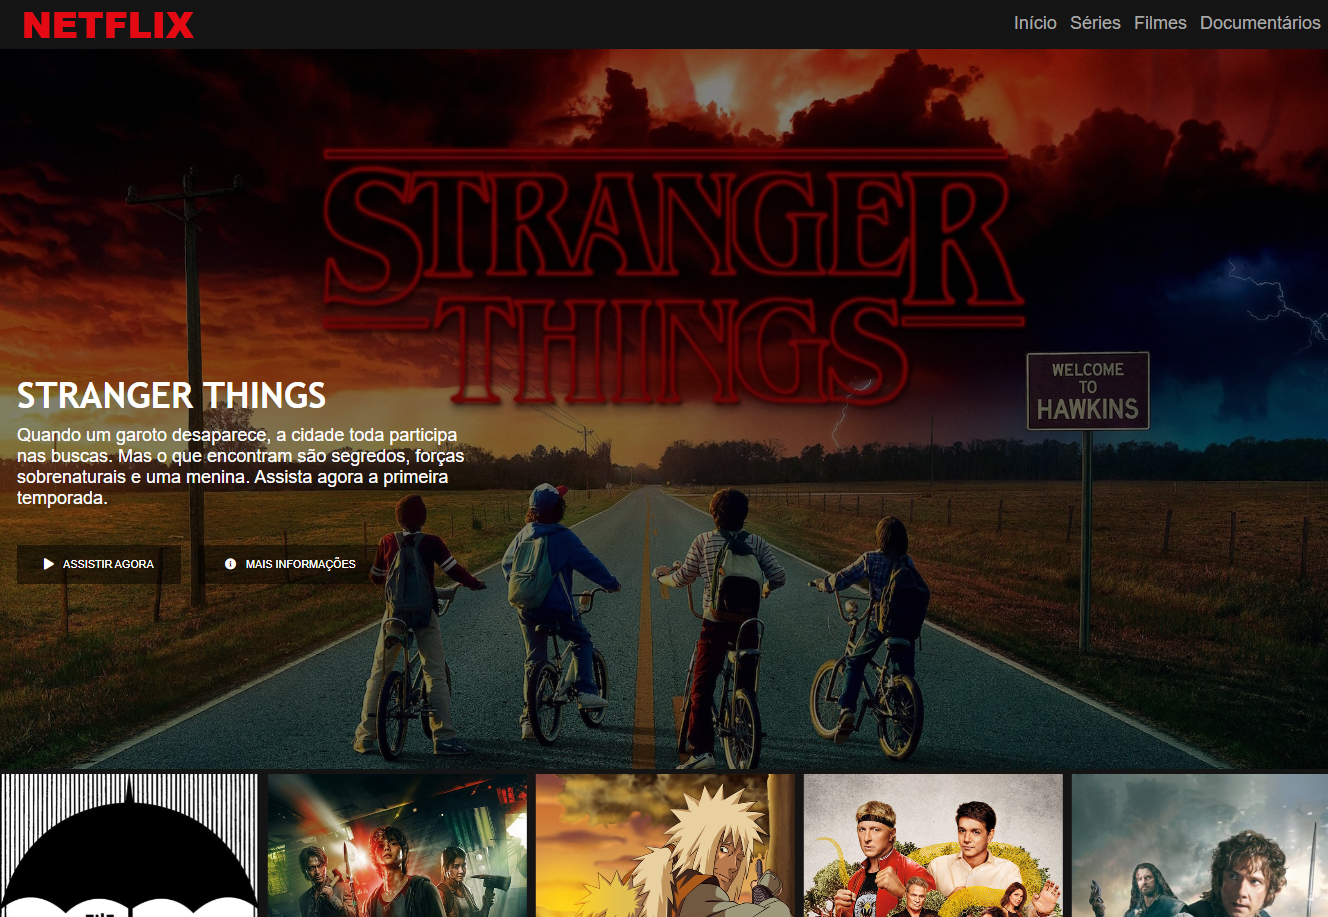 NETFLIX
Início Séries Filmes Documentários
STRANGER
THINGS
WELCOME
TO
HAWKINS
STRANGER THINGS
Quando um garoto desaparece, a cidade toda participa
nas buscas. Mas o que encontram são segredos, forças
sobrenaturais e uma menina. Assista agora a primeira
temporada.
ASSISTIR AGORA
MAIS INFORMAÇÕES